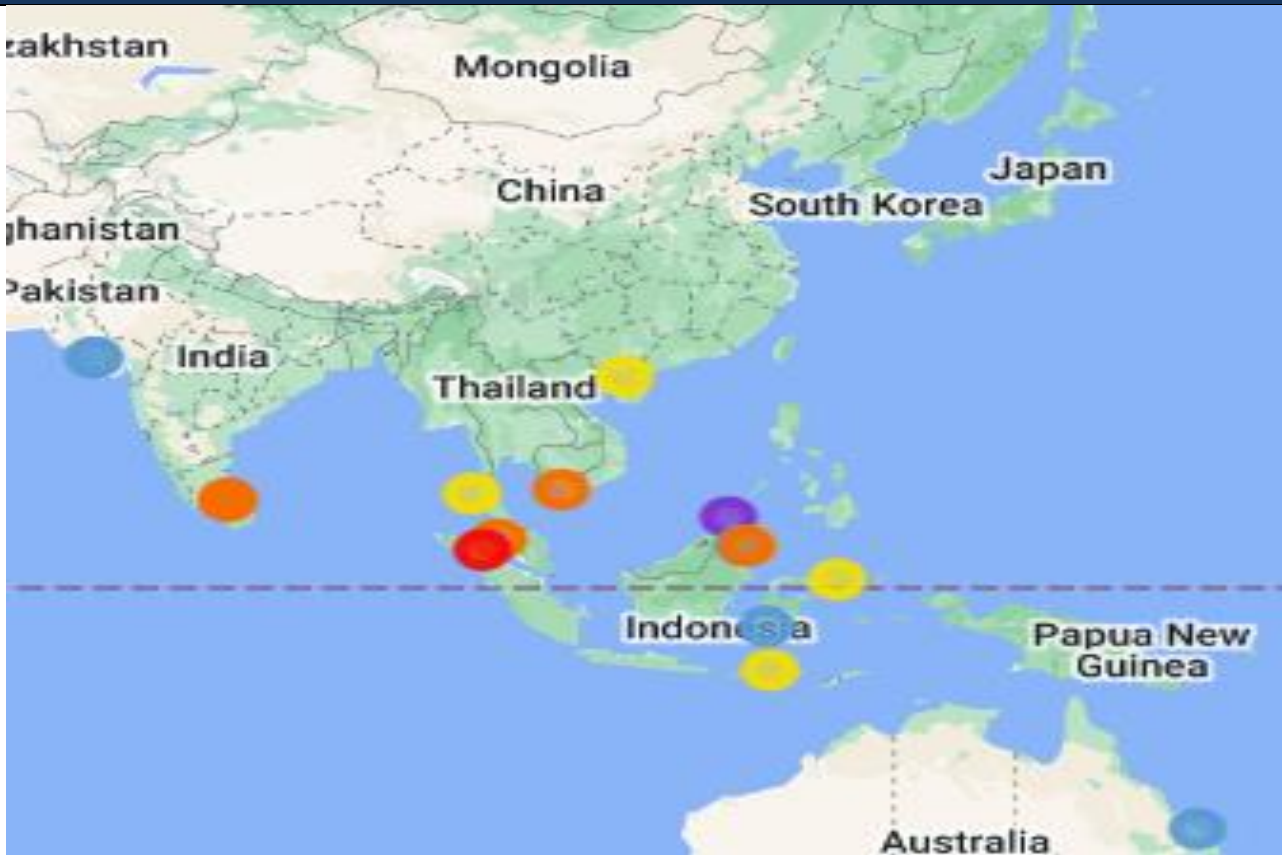 zakhstan
Mongolia
Japan
China
South Korea
ghanistan
Pakistan
India
Thailand
Indonesia
Papua New
Guinea
Australia